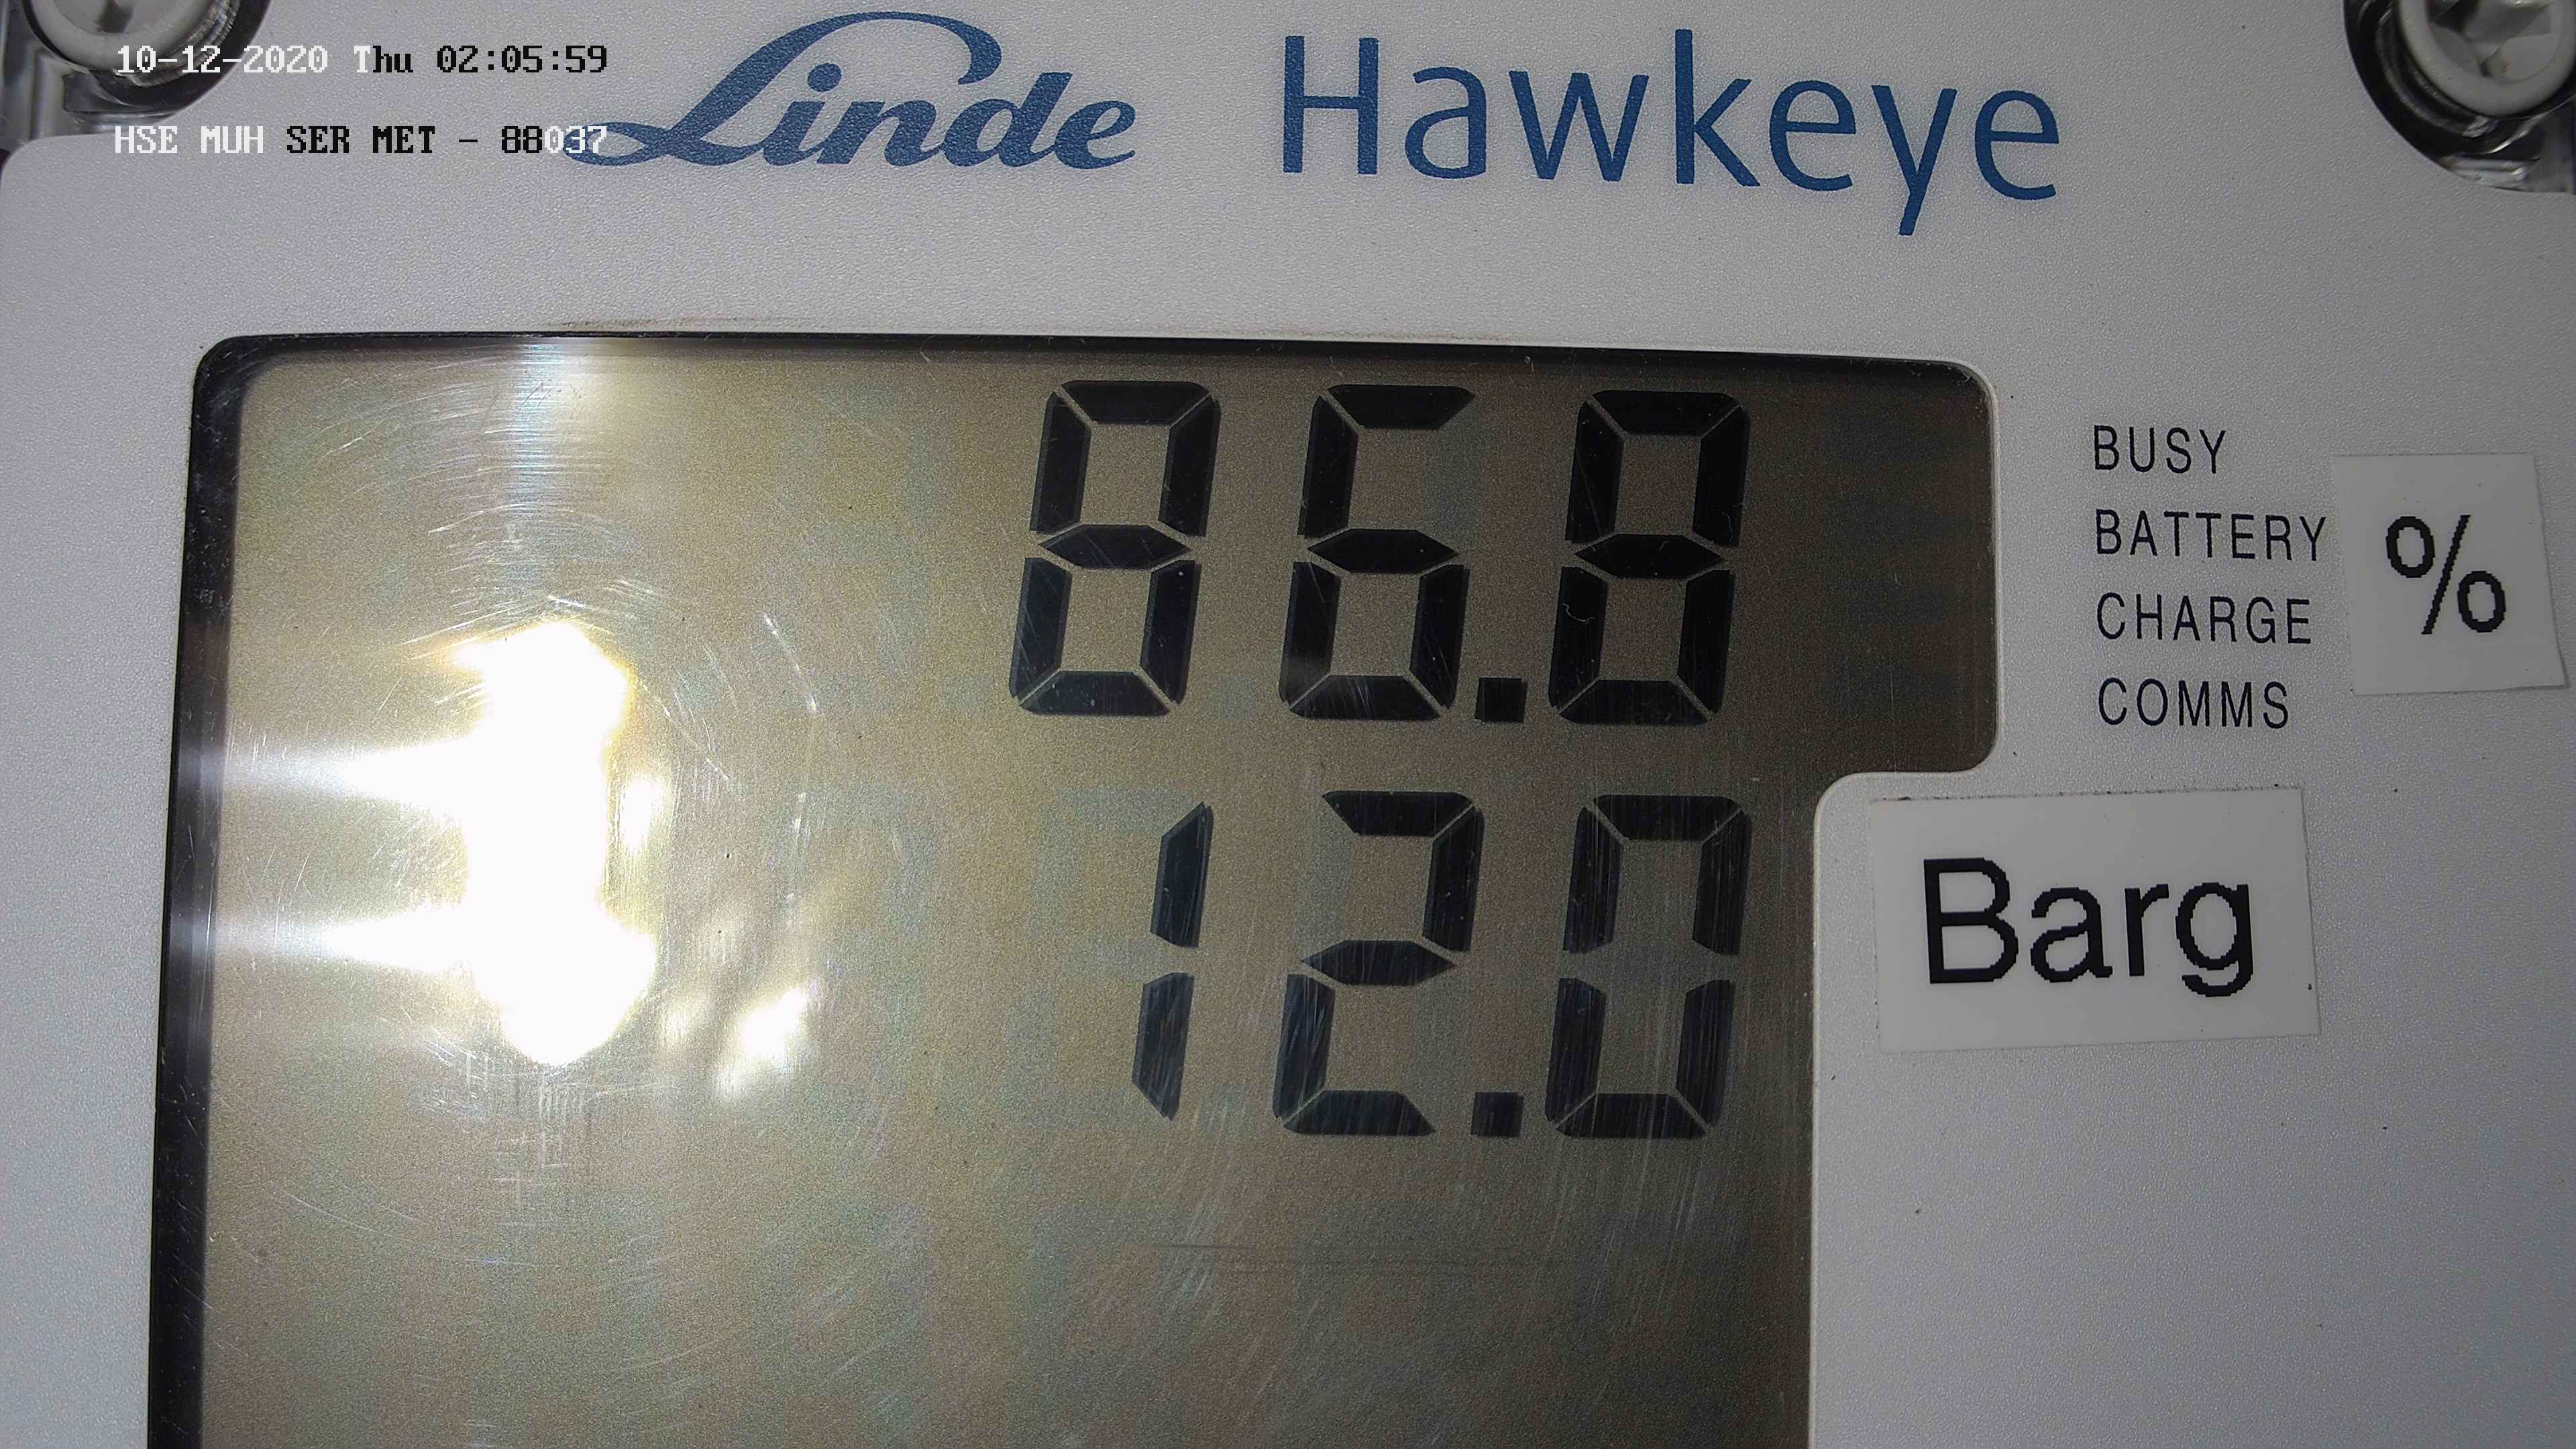 10-12-2020 Thu 02:05:59
HSE MUH SER MET - 88037
Linde Hawkeye
86.8
BUSY
BATTERY
CHARGE
COMMS
%
12.0
Barg